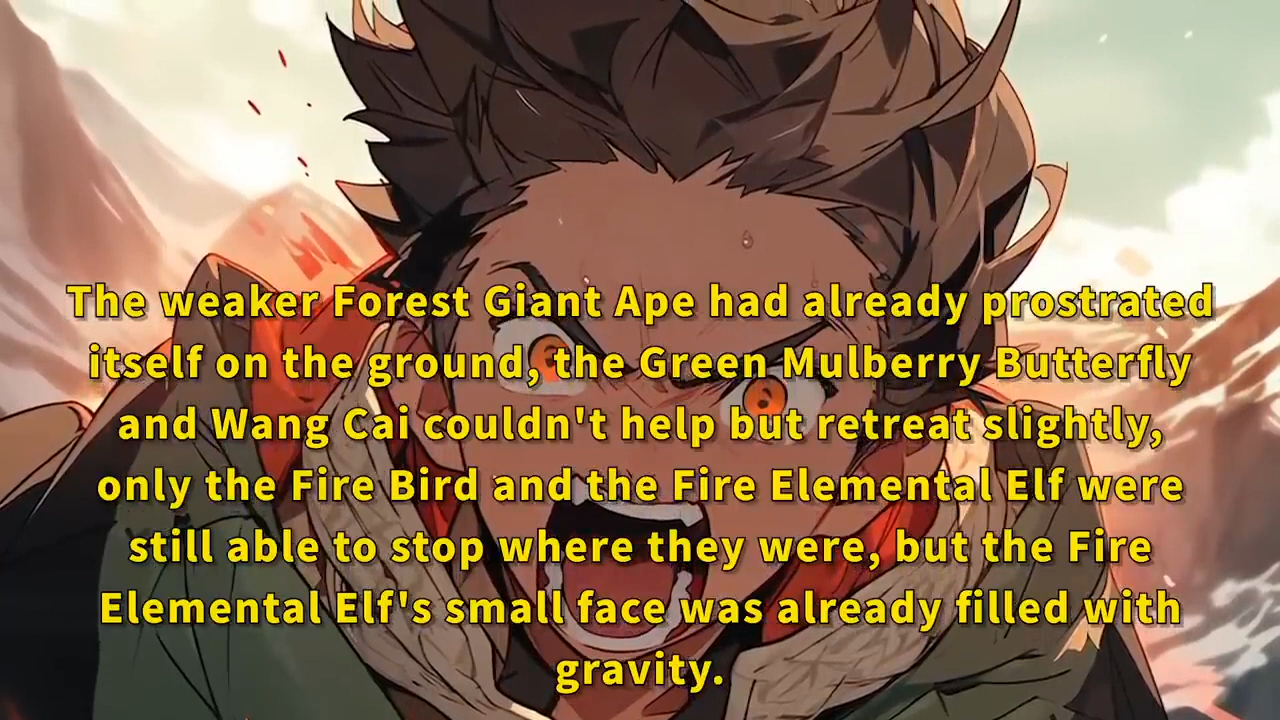 The weaker Forest Giant Ape had already prostrated
itself on the ground, the Green Mulberry Butterfly
and Wang Cai couldn't help but retreat slightly,
only the Fire Bird and the Fire Elemental Elf were
still able to stop where they were, but the Fire
Elemental Elf's small face was already filled with
gravity.